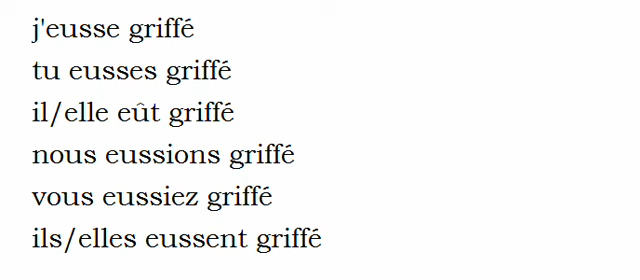 j'eusse griffé
tu eusses griffé
il/elle eût griffé
nous eussions griffé
vous eussiez griffé
ils/elles eussent griffé